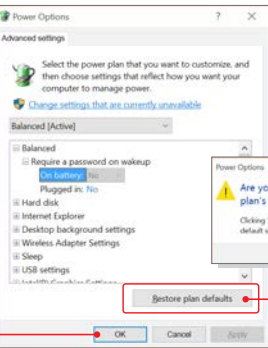 Power Options
Advanced settings
Select the power plan that you want to customize, and
then choose settings that reflect how you want your
computer to manage power.
Change settings that are currently unavailable
Balanced [Active]
Balanced
Require a password on wakeup
On battery: No
Plugged in: No
Hard disk
Internet Explorer
Desktop background settings
Wireless Adapter Settings
Sleep
USB settings
Power Options
Are yo
plan's
Clicking
default s
Restore plan defaults
OK
Cancel
Apply